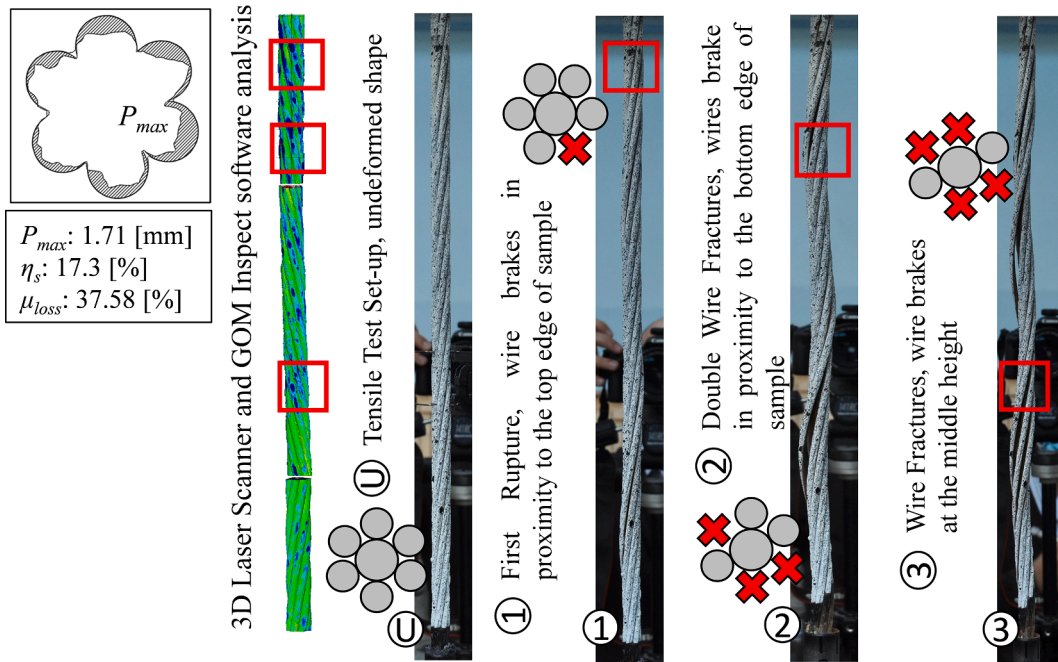 P_max
P_max: 1.71 [mm]
η_s: 17.3 [%]
μ_loss: 37.58 [%]
3D Laser Scanner and GOM Inspect software analysis
Ⓤ Tensile Test Set-up, undeformed shape
Ⓤ
① First Rupture, wire brakes in
proximity to the top edge of sample
①
② Double Wire Fractures, wires brake
in proximity to the bottom edge of
sample
②
③ Wire Fractures, wire brakes
at the middle height
③